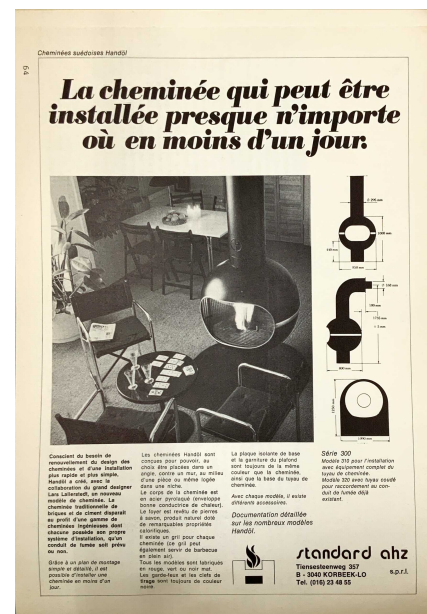 Cheminées suédoises Handöl
64
La cheminée qui peut être
installée presque n'importe
où en moins d'un jour.
Conscient du besoin de
renouvellement du design des
cheminées et d'une installation
plus rapide et plus simple,
Handöl a créé, avec la
collaboration du grand designer
Lars Lallerstedt, un nouveau
modèle de cheminée. La
cheminée traditionnelle de
briques et de ciment disparaît
au profit d'une gamme de
cheminées ingénieuses dont
chacune possède son propre
système d'installation, qu'un
conduit de fumée soit prévu
ou non.
Grâce à un plan de montage
simple et détaillé, il est
possible d'installer une
cheminée en moins d'un
jour.
Les cheminées Handöl sont
conçues pour pouvoir, au
choix être placées dans un
angle, contre un mur, au milieu
d'une pièce ou même logée
dans une niche.
Le corps de la cheminée est
en acier pyrolaqué (enveloppe
bonne conductrice de chaleur).
Le foyer est revêtu de pierres
à savon, produit naturel doté
de remarquables propriétés
calorifiques.
Il existe un gril pour chaque
cheminée (ce gril peut
également servir de barbecue
en plein air).
Tous les modèles sont fabriqués
en rouge, vert ou noir mat.
Les garde-feux et les clefs de
tirage sont toujours de couleur
noire.
La plaque isolante de base
et la garniture du plafond
sont toujours de la même
couleur que la cheminée,
ainsi que la base du tuyau de
cheminée.
Avec chaque modèle, il existe
différents accessoires.
Documentation détaillée
sur les nombreux modèles
Handöl.
Série 300
Modèle 310 pour l'installation
avec équipement complet du
tuyau de cheminée.
Modèle 320 avec tuyau coudé
pour raccordement au con-
duit de fumée déjà
existant.
standard ahz
Tiensesteenweg 357
B - 3040 KORBEEK-LO
Tel. (016) 23 48 55
s.p.r.l.